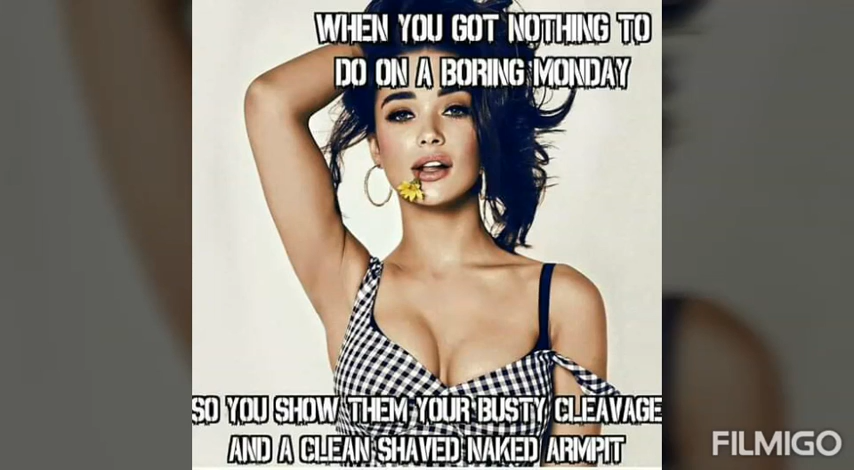 WHEN YOU GOT NOTHING TO
DO ON A BORING MONDAY
SO YOU SHOW THEM YOUR BUSTY CLEAVAGE
AND A CLEAN SHAVED NAKED ARMPIT
FILMIGO